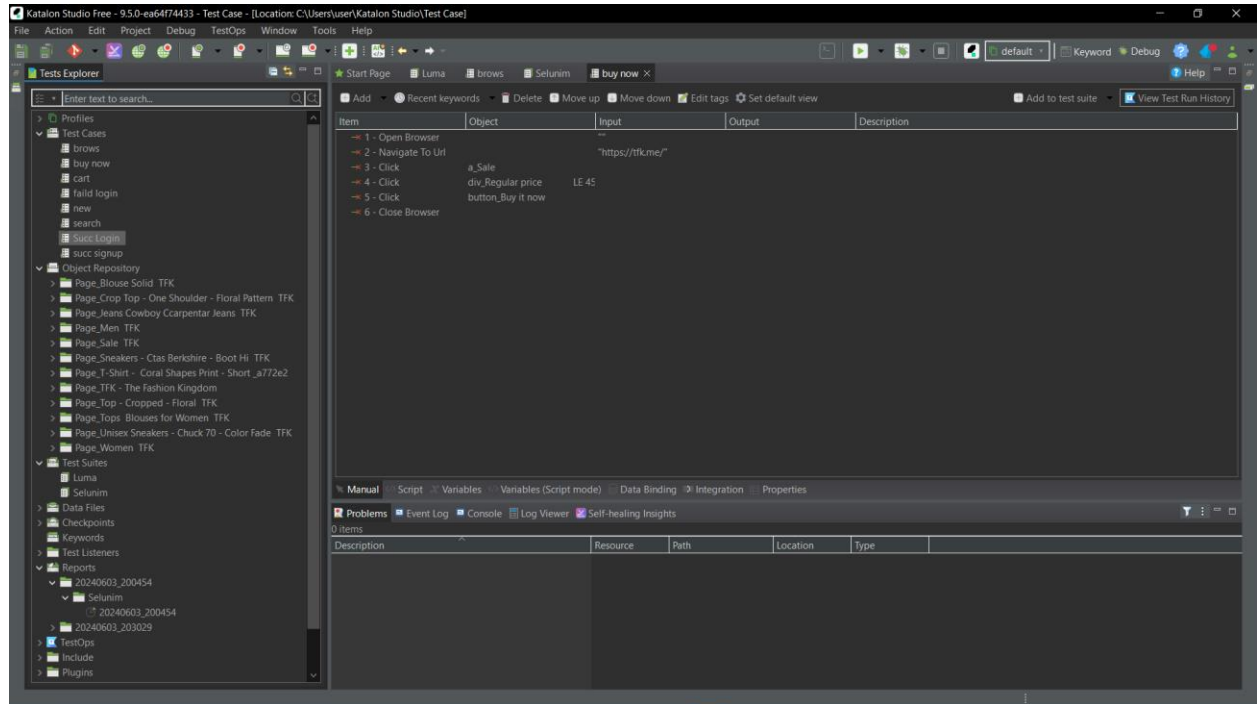 Katalon Studio Free - 9.5.0-ea64f74433 - Test Case - [Location: C:\Users\user\Katalon Studio\Test Case]
File Action Edit Project Debug TestOps Window Tools Help
default Keyword Debug
Tests Explorer
Start Page Luma brows Selunim buy now Help
Enter text to search...
Add Recent keywords Delete Move up Move down Edit tags Set default view Add to test suite View Test Run History
Item Object Input Output Description
1 - Open Browser ""
2 - Navigate To Url "https://tfk.me/"
3 - Click a_Sale
4 - Click div_Regular price LE 45
5 - Click button_Buy it now
6 - Close Browser
Profiles
Test Cases
brows
buy now
cart
faild login
new
search
Succ Login
succ signup
Object Repository
Page_Blouse Solid TFK
Page_Crop Top - One Shoulder - Floral Pattern TFK
Page_Jeans Cowboy Ccarpentar Jeans TFK
Page_Men TFK
Page_Sale TFK
Page_Sneakers - Ctas Berkshire - Boot Hi TFK
Page_T-Shirt - Coral Shapes Print - Short _a772e2
Page_TFK - The Fashion Kingdom
Page_Top - Cropped - Floral TFK
Page_Tops Blouses for Women TFK
Page_Unisex Sneakers - Chuck 70 - Color Fade TFK
Page_Women TFK
Test Suites
Luma
Selunim
Data Files
Checkpoints
Keywords
Test Listeners
Reports
20240603_200454
Selunim
20240603_200454
20240603_203029
TestOps
Include
Plugins
Manual Script Variables Variables (Script mode) Data Binding Integration Properties
Problems Event Log Console Log Viewer Self-healing Insights
0 items
Description Resource Path Location Type